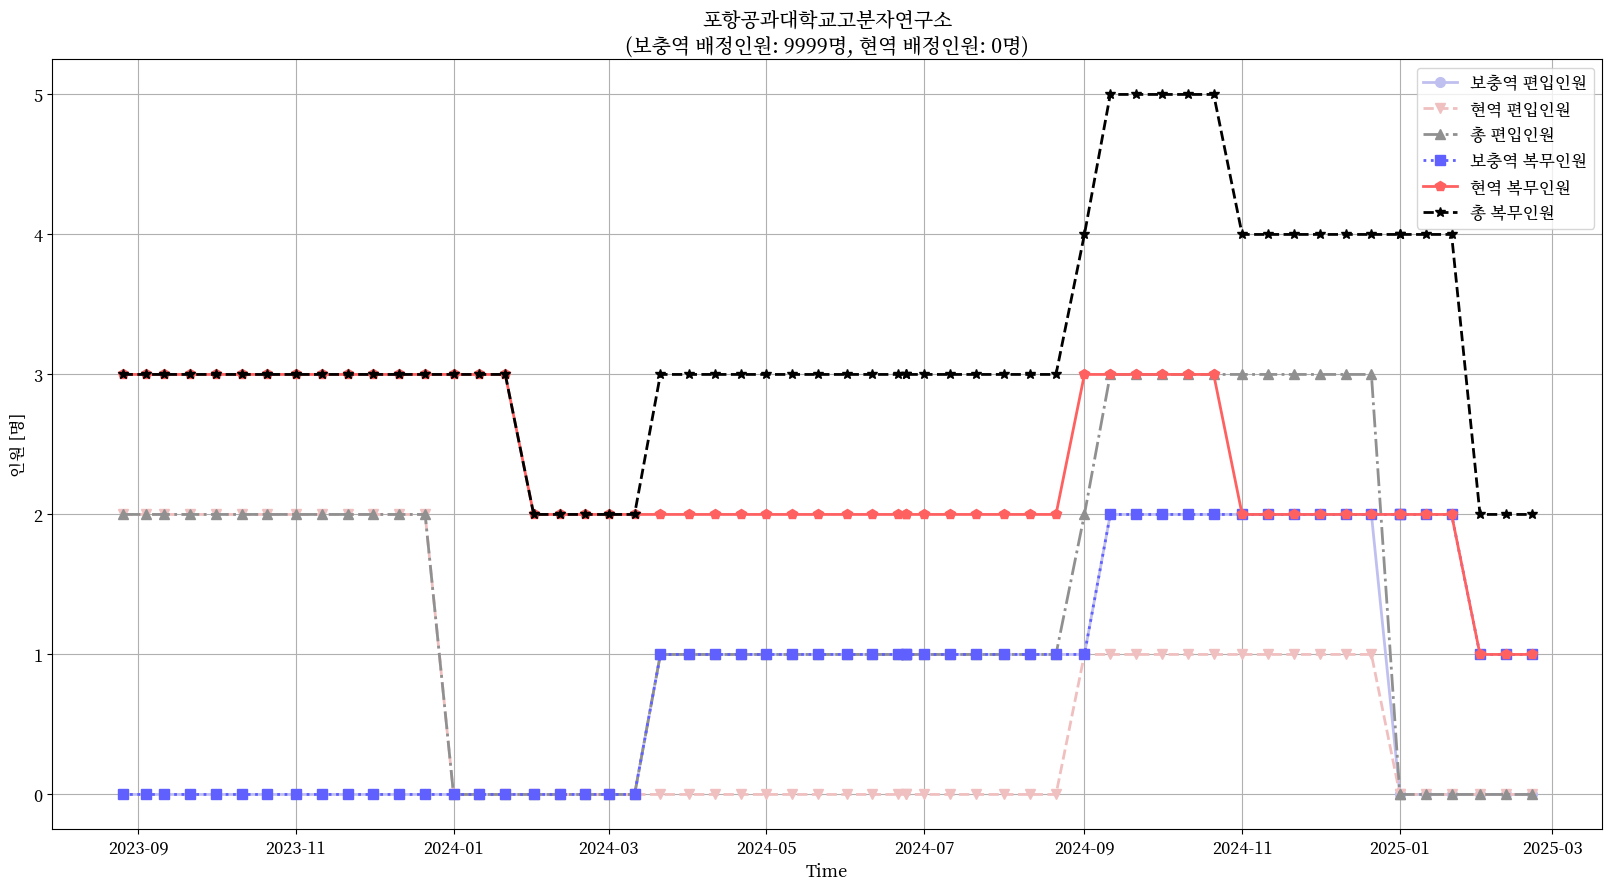 포항공과대학교고분자연구소
(보충역 배정인원: 9999명, 현역 배정인원: 0명)
보충역 편입인원
현역 편입인원
총 편입인원
보충역 복무인원
현역 복무인원
총 복무인원
인원 [명]
5
4
3
2
1
0
2023-09
2023-11
2024-01
2024-03
2024-05
2024-07
2024-09
2024-11
2025-01
2025-03
Time